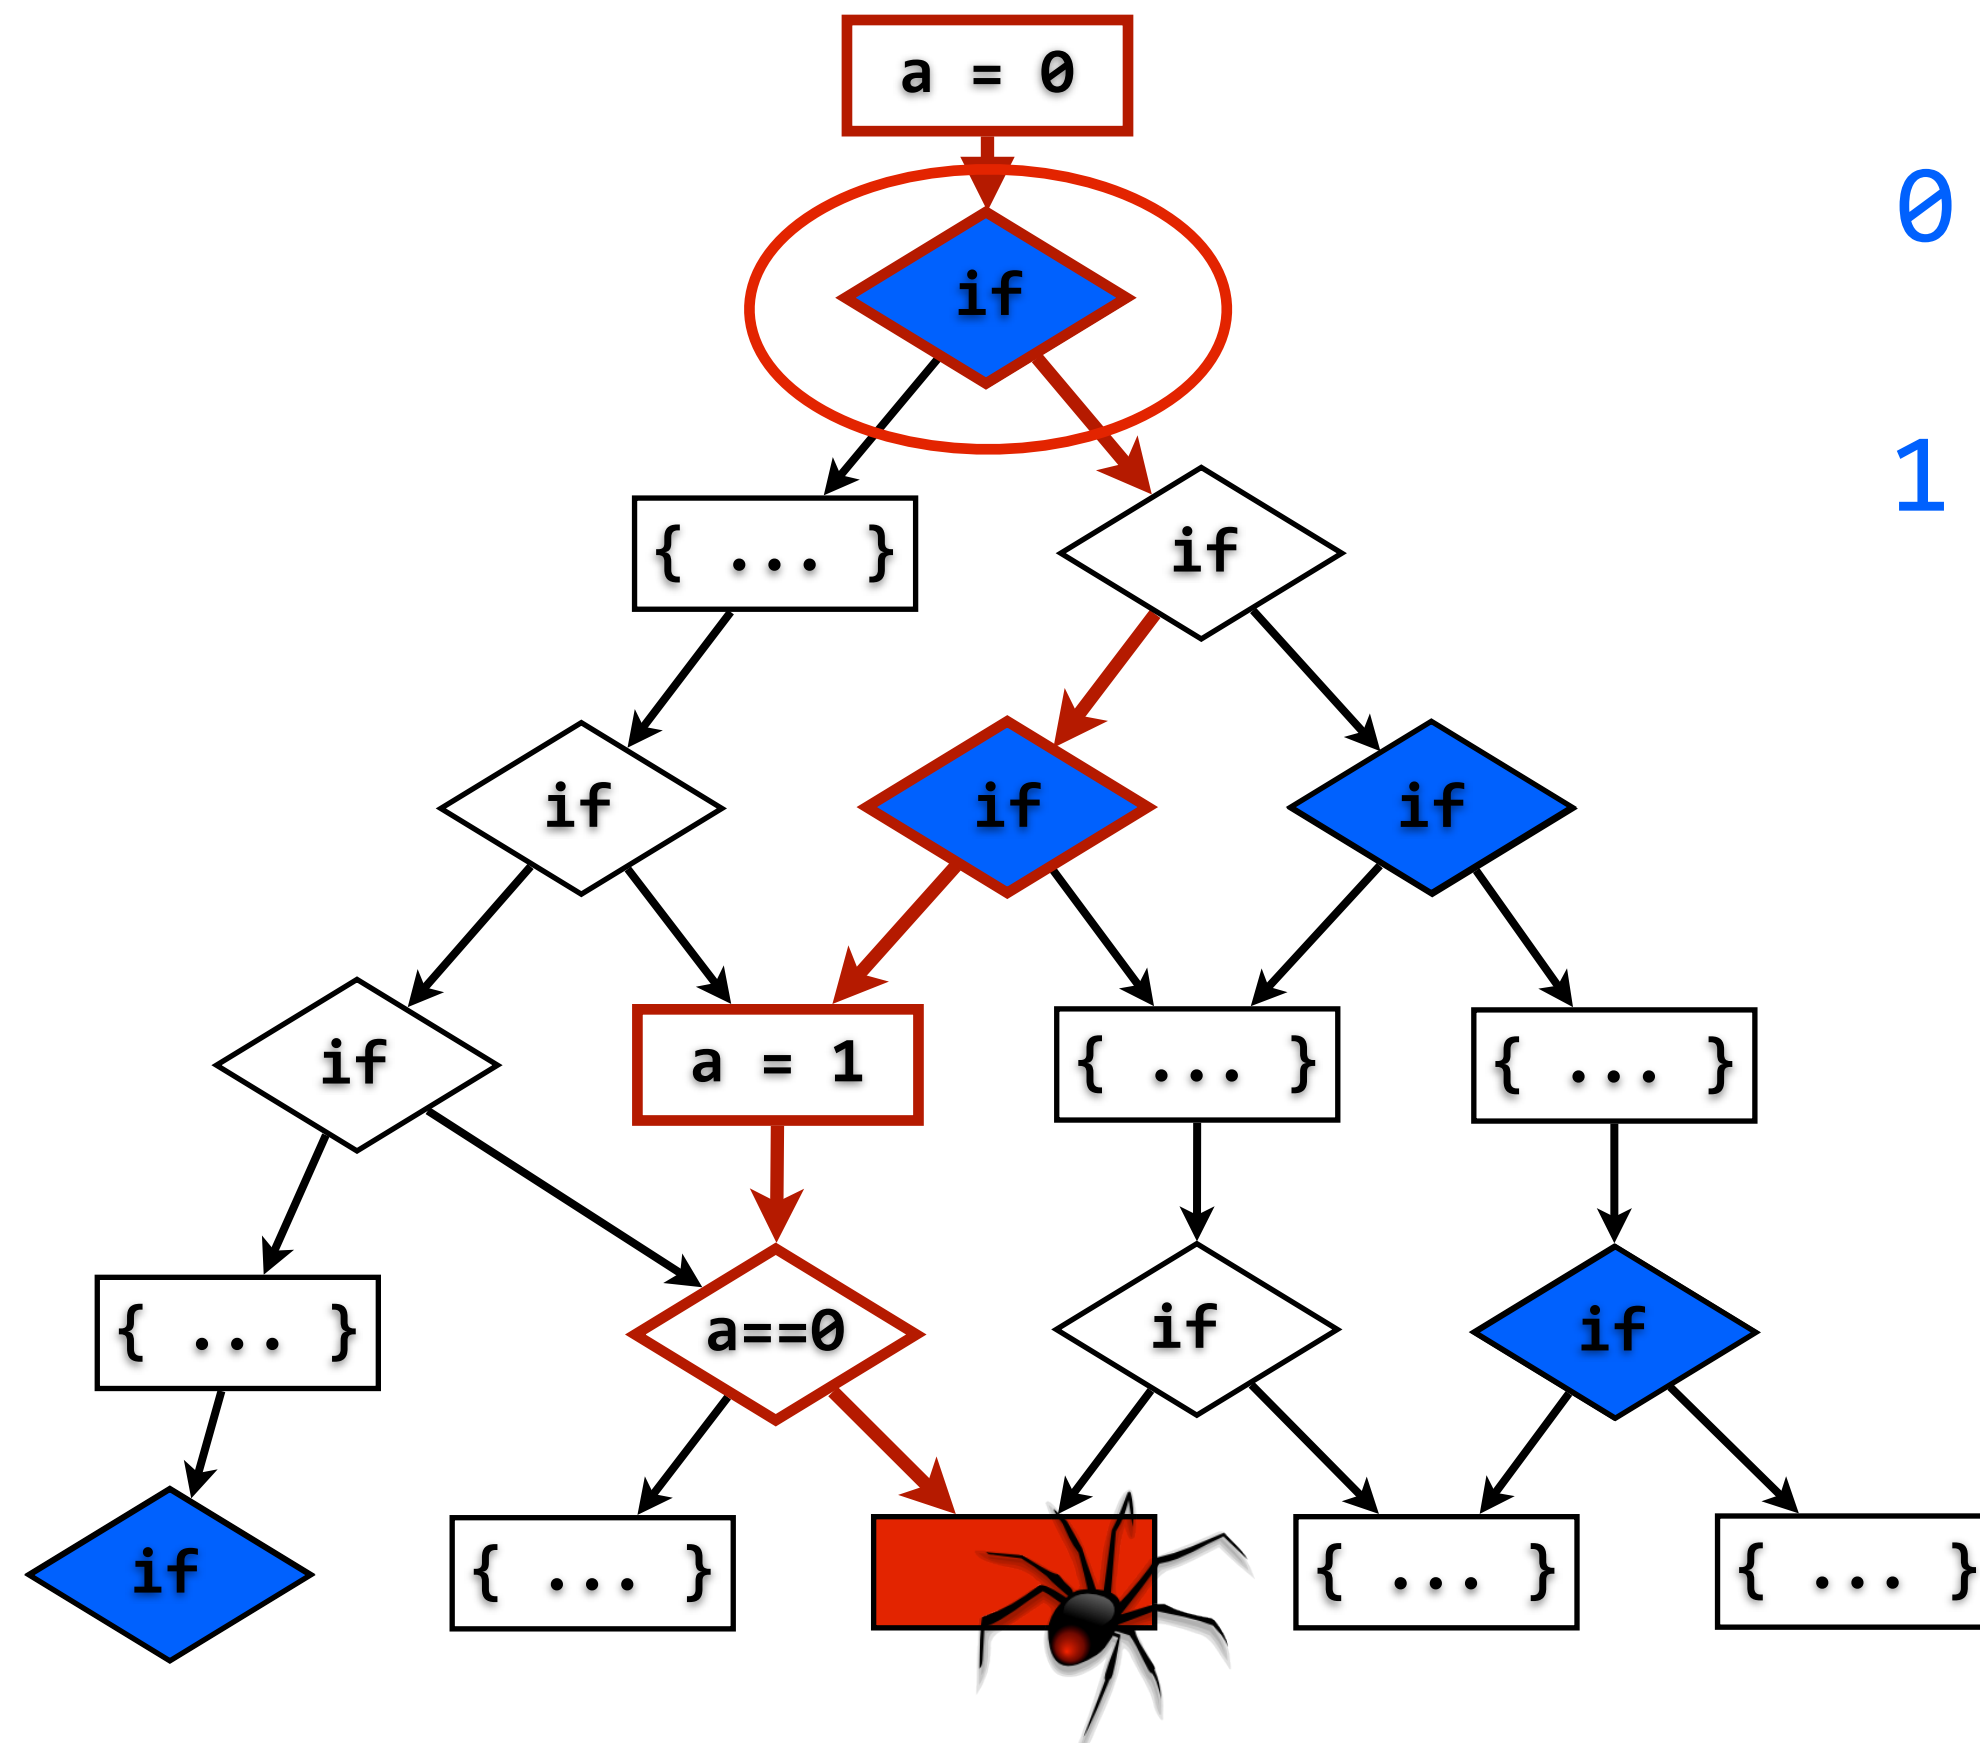 a = 0
0
if
1
{ ... }
if
if
if
if
if
a = 1
{ ... }
{ ... }
{ ... }
a==0
if
if
if
{ ... }
{ ... }
{ ... }